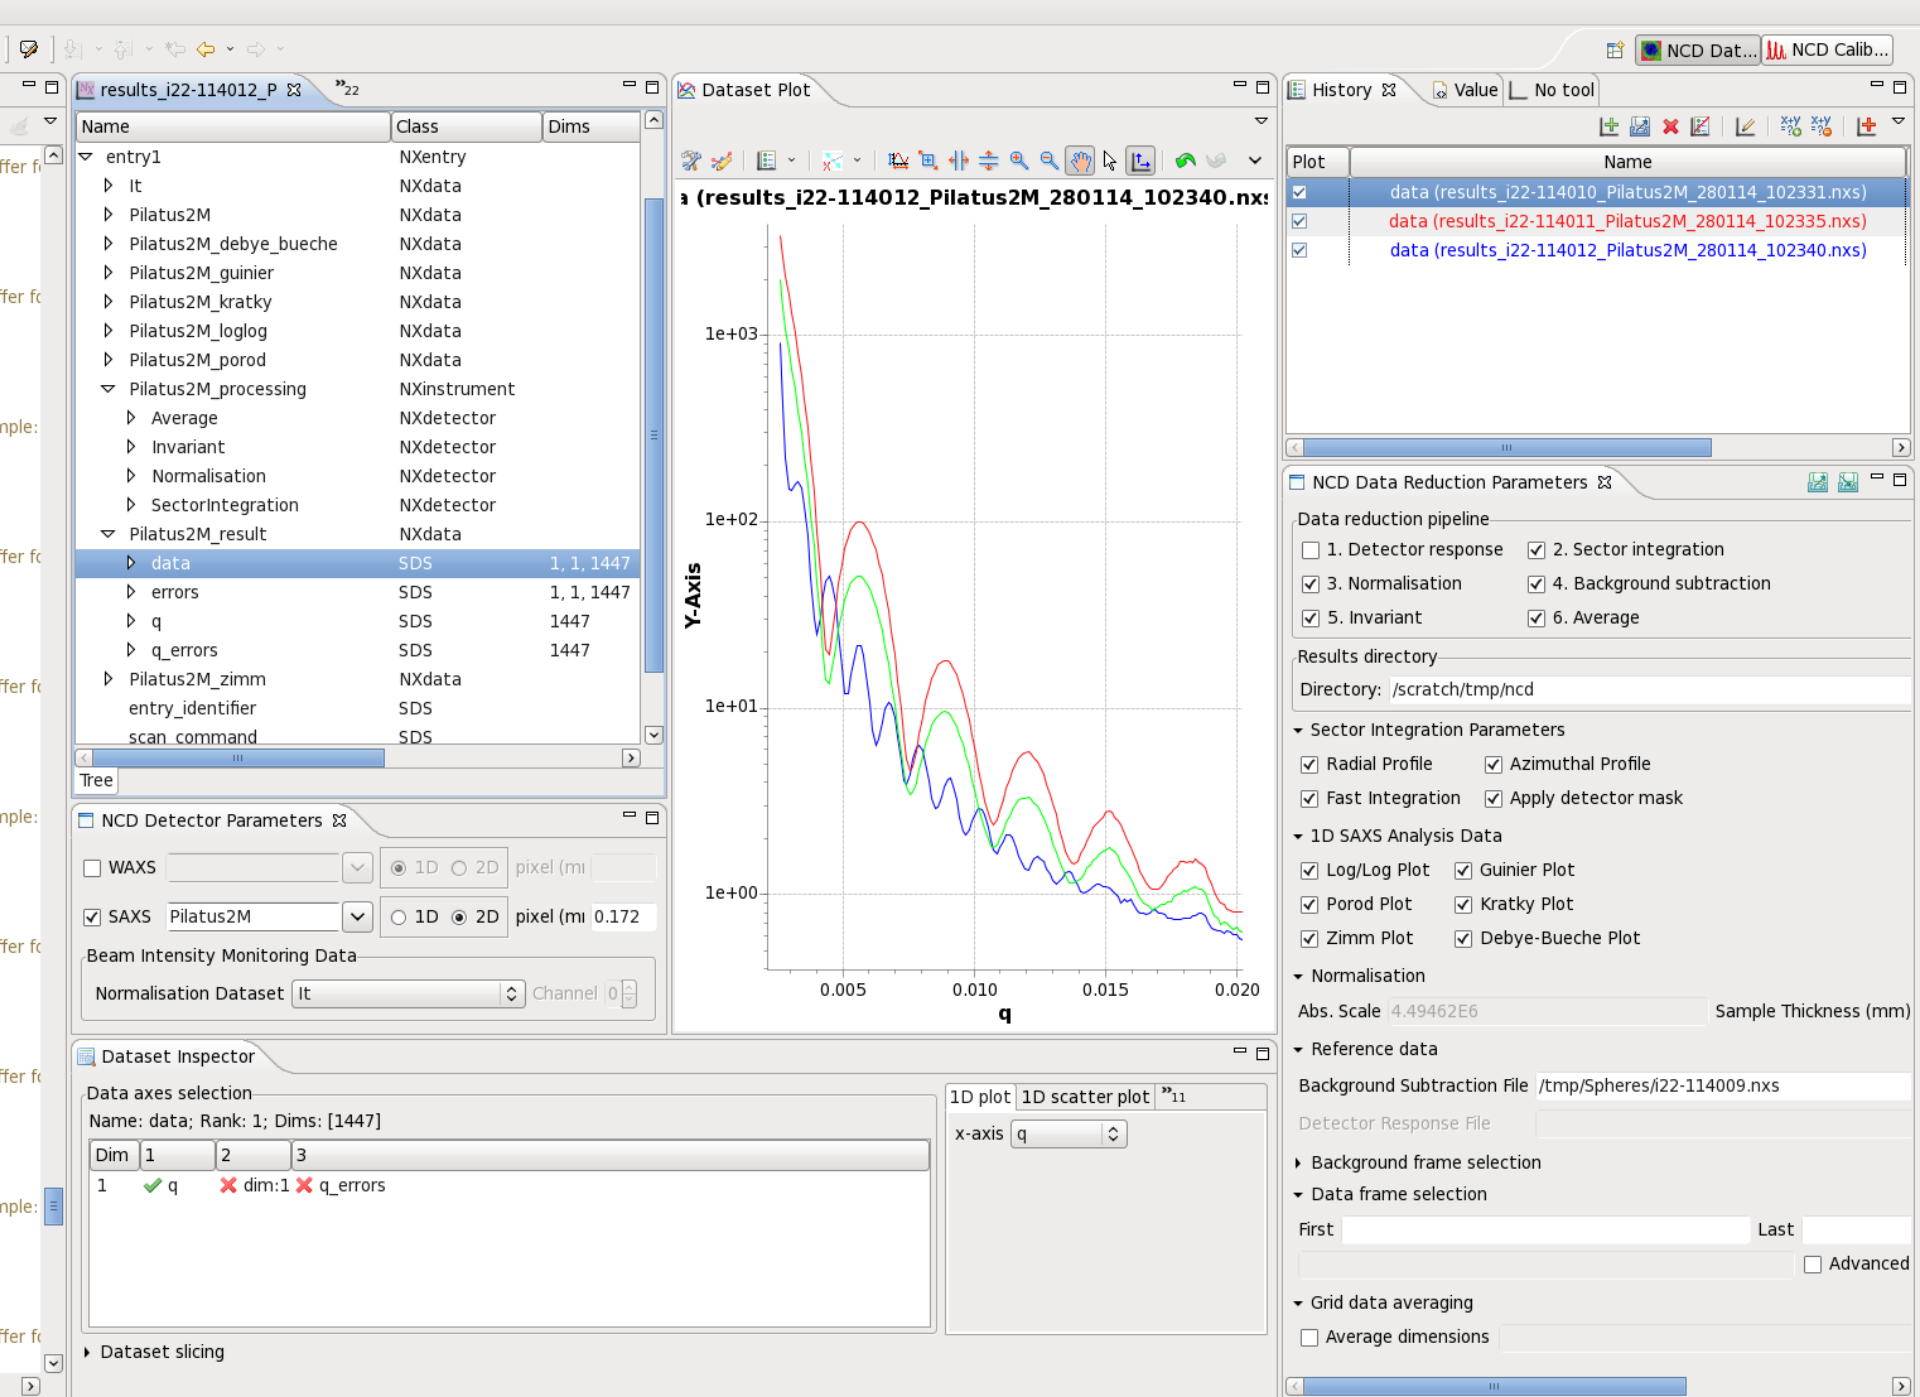 NCD Dat... NCD Calib...
results_i22-114012_P »22
Name Class Dims
entry1 NXentry
It NXdata
Pilatus2M NXdata
Pilatus2M_debye_bueche NXdata
Pilatus2M_guinier NXdata
Pilatus2M_kratky NXdata
Pilatus2M_loglog NXdata
Pilatus2M_porod NXdata
Pilatus2M_processing NXinstrument
Average NXdetector
Invariant NXdetector
Normalisation NXdetector
SectorIntegration NXdetector
Pilatus2M_result NXdata
data SDS 1, 1, 1447
errors SDS 1, 1, 1447
q SDS 1447
q_errors SDS 1447
Pilatus2M_zimm NXdata
entry_identifier SDS
scan_command SDS
Tree
NCD Detector Parameters
WAXS 1D 2D pixel (mi
SAXS Pilatus2M 1D 2D pixel (mi 0.172
Beam Intensity Monitoring Data
Normalisation Dataset It Channel 0
Dataset Plot
a (results_i22-114012_Pilatus2M_280114_102340.nxs
Y-Axis
1e+03
1e+02
1e+01
1e+00
0.005 0.010 0.015 0.020
q
Dataset Inspector
Data axes selection
Name: data; Rank: 1; Dims: [1447]
Dim 1 2 3
1 q dim:1 q_errors
1D plot 1D scatter plot »11
x-axis q
Dataset slicing
History Value No tool
Plot Name
data (results_i22-114010_Pilatus2M_280114_102331.nxs)
data (results_i22-114011_Pilatus2M_280114_102335.nxs)
data (results_i22-114012_Pilatus2M_280114_102340.nxs)
NCD Data Reduction Parameters
Data reduction pipeline
1. Detector response 2. Sector integration
3. Normalisation 4. Background subtraction
5. Invariant 6. Average
Results directory
Directory: /scratch/tmp/ncd
Sector Integration Parameters
Radial Profile Azimuthal Profile
Fast Integration Apply detector mask
1D SAXS Analysis Data
Log/Log Plot Guinier Plot
Porod Plot Kratky Plot
Zimm Plot Debye-Bueche Plot
Normalisation
Abs. Scale 4.49462E6 Sample Thickness (mm)
Reference data
Background Subtraction File /tmp/Spheres/i22-114009.nxs
Detector Response File
Background frame selection
Data frame selection
First Last
Advanced
Grid data averaging
Average dimensions